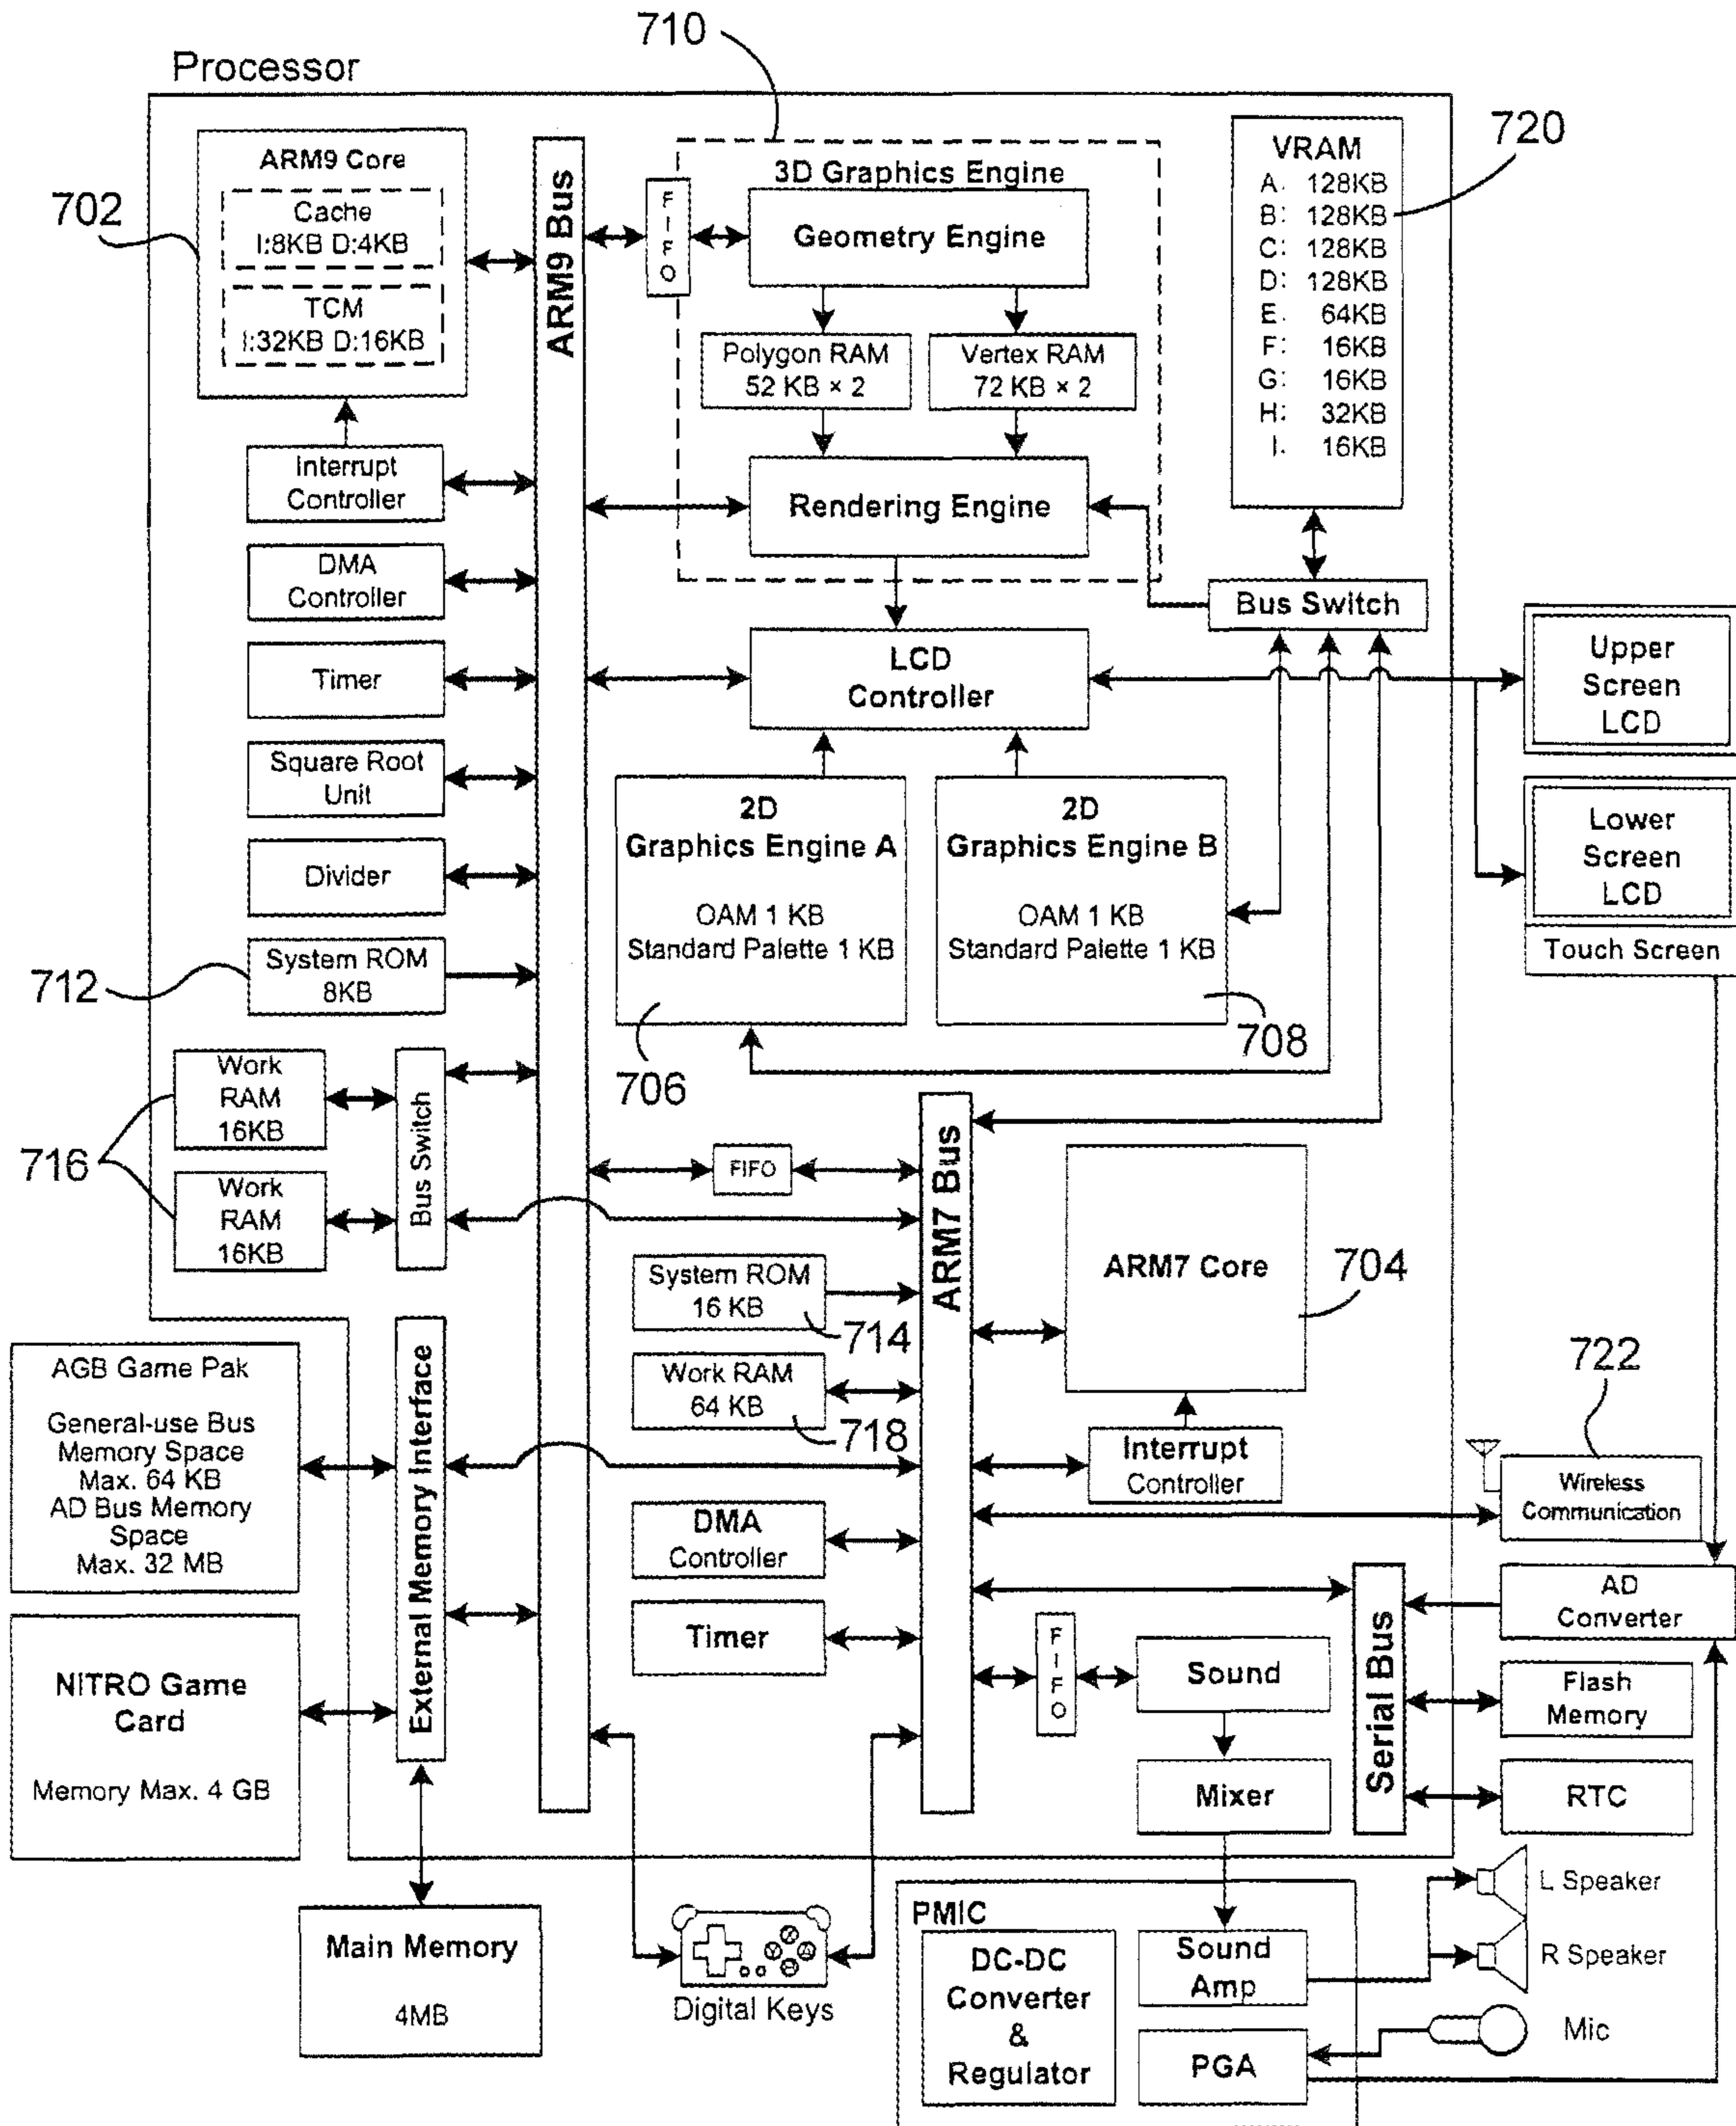 710
Processor
ARM9 Core
Cache
I:8KB D:4KB
TCM
I:32KB D:16KB
702
ARM9 Bus
FIFO
3D Graphics Engine
Geometry Engine
Polygon RAM
52 KB × 2
Vertex RAM
72 KB × 2
Rendering Engine
VRAM
A: 128KB
B: 128KB
C: 128KB
D: 128KB
E. 64KB
F: 16KB
G: 16KB
H: 32KB
I. 16KB
720
Interrupt
Controller
DMA
Controller
Timer
Square Root
Unit
Divider
System ROM
8KB
712
Bus Switch
LCD
Controller
Upper
Screen
LCD
Lower
Screen
LCD
Touch Screen
2D
Graphics Engine A
OAM 1 KB
Standard Palette 1 KB
706
2D
Graphics Engine B
OAM 1 KB
Standard Palette 1 KB
708
Work
RAM
16KB
716
Work
RAM
16KB
Bus Switch
FIFO
ARM7 Bus
ARM7 Core
704
System ROM
16 KB
714
Work RAM
64 KB
718
Interrupt
Controller
722
Wireless
Communication
AGB Game Pak
General-use Bus
Memory Space
Max. 64 KB
AD Bus Memory
Space
Max. 32 MB
External Memory Interface
DMA
Controller
Timer
NITRO Game
Card
Memory Max. 4 GB
FIFO
Sound
Mixer
Serial Bus
AD
Converter
Flash
Memory
RTC
Main Memory
4MB
Y
X
A
B
Digital Keys
PMIC
DC-DC
Converter
&
Regulator
Sound
Amp
PGA
L Speaker
R Speaker
Mic